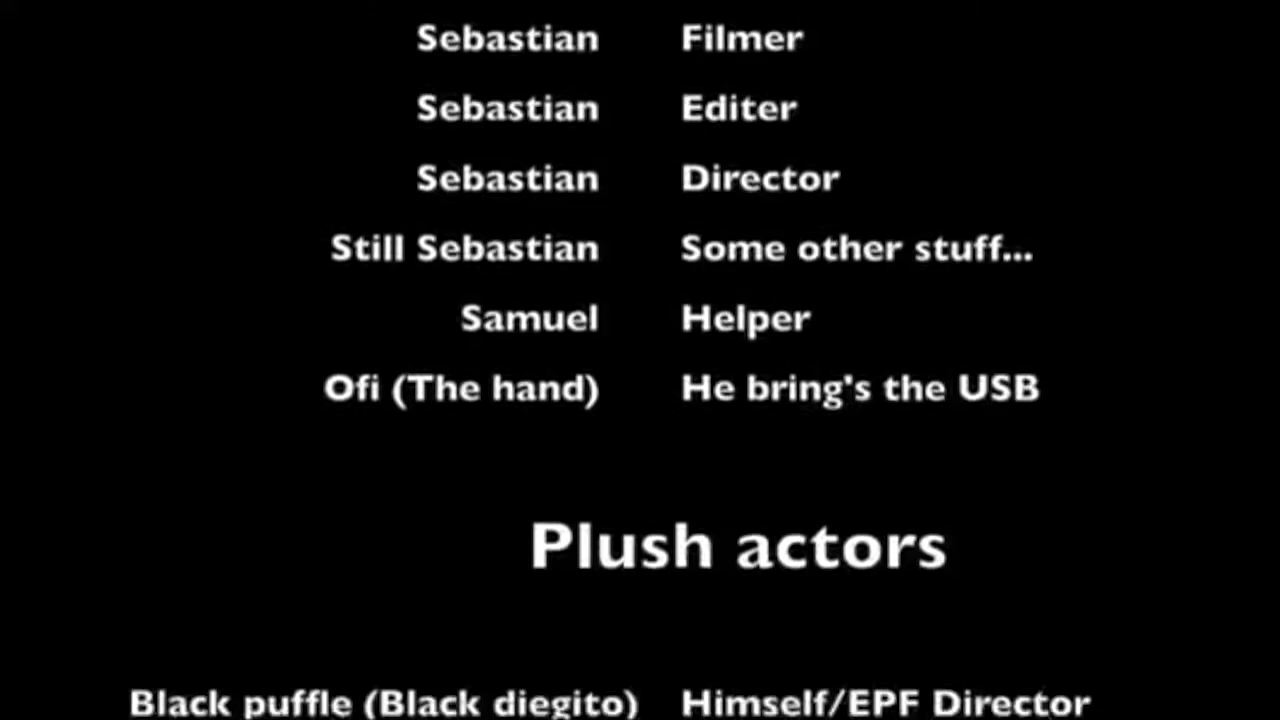 Sebastian Filmer
Sebastian Editer
Sebastian Director
Still Sebastian Some other stuff...
Samuel Helper
Ofi (The hand) He bring's the USB
Plush actors
Black puffle (Black diegito) Himself/EPF Director